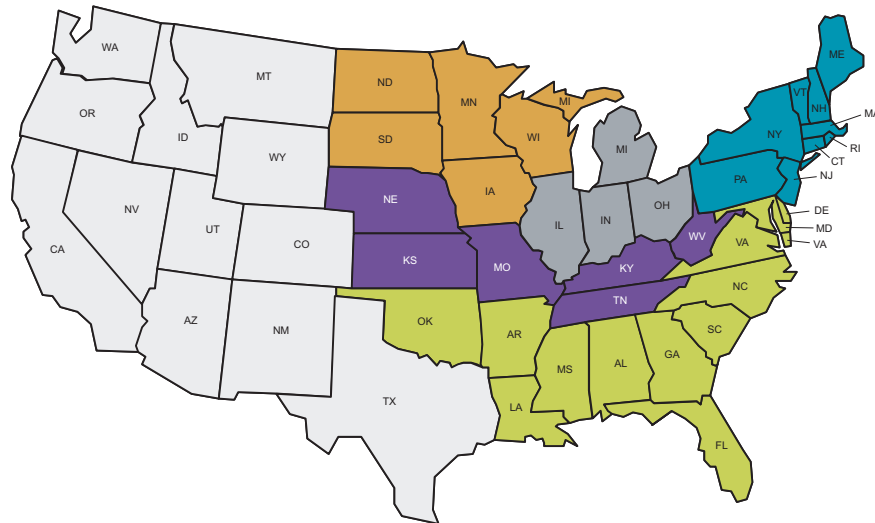 WA
MT
ND
MN
MI
ME
VT
NH
MA
OR
ID
SD
WI
MI
NY
RI
CT
WY
NJ
PA
NE
IA
NV
UT
CO
IL
IN
OH
WV
DE
MD
VA
VA
CA
KS
MO
KY
NC
TN
AZ
NM
OK
AR
SC
MS
AL
GA
TX
LA
FL